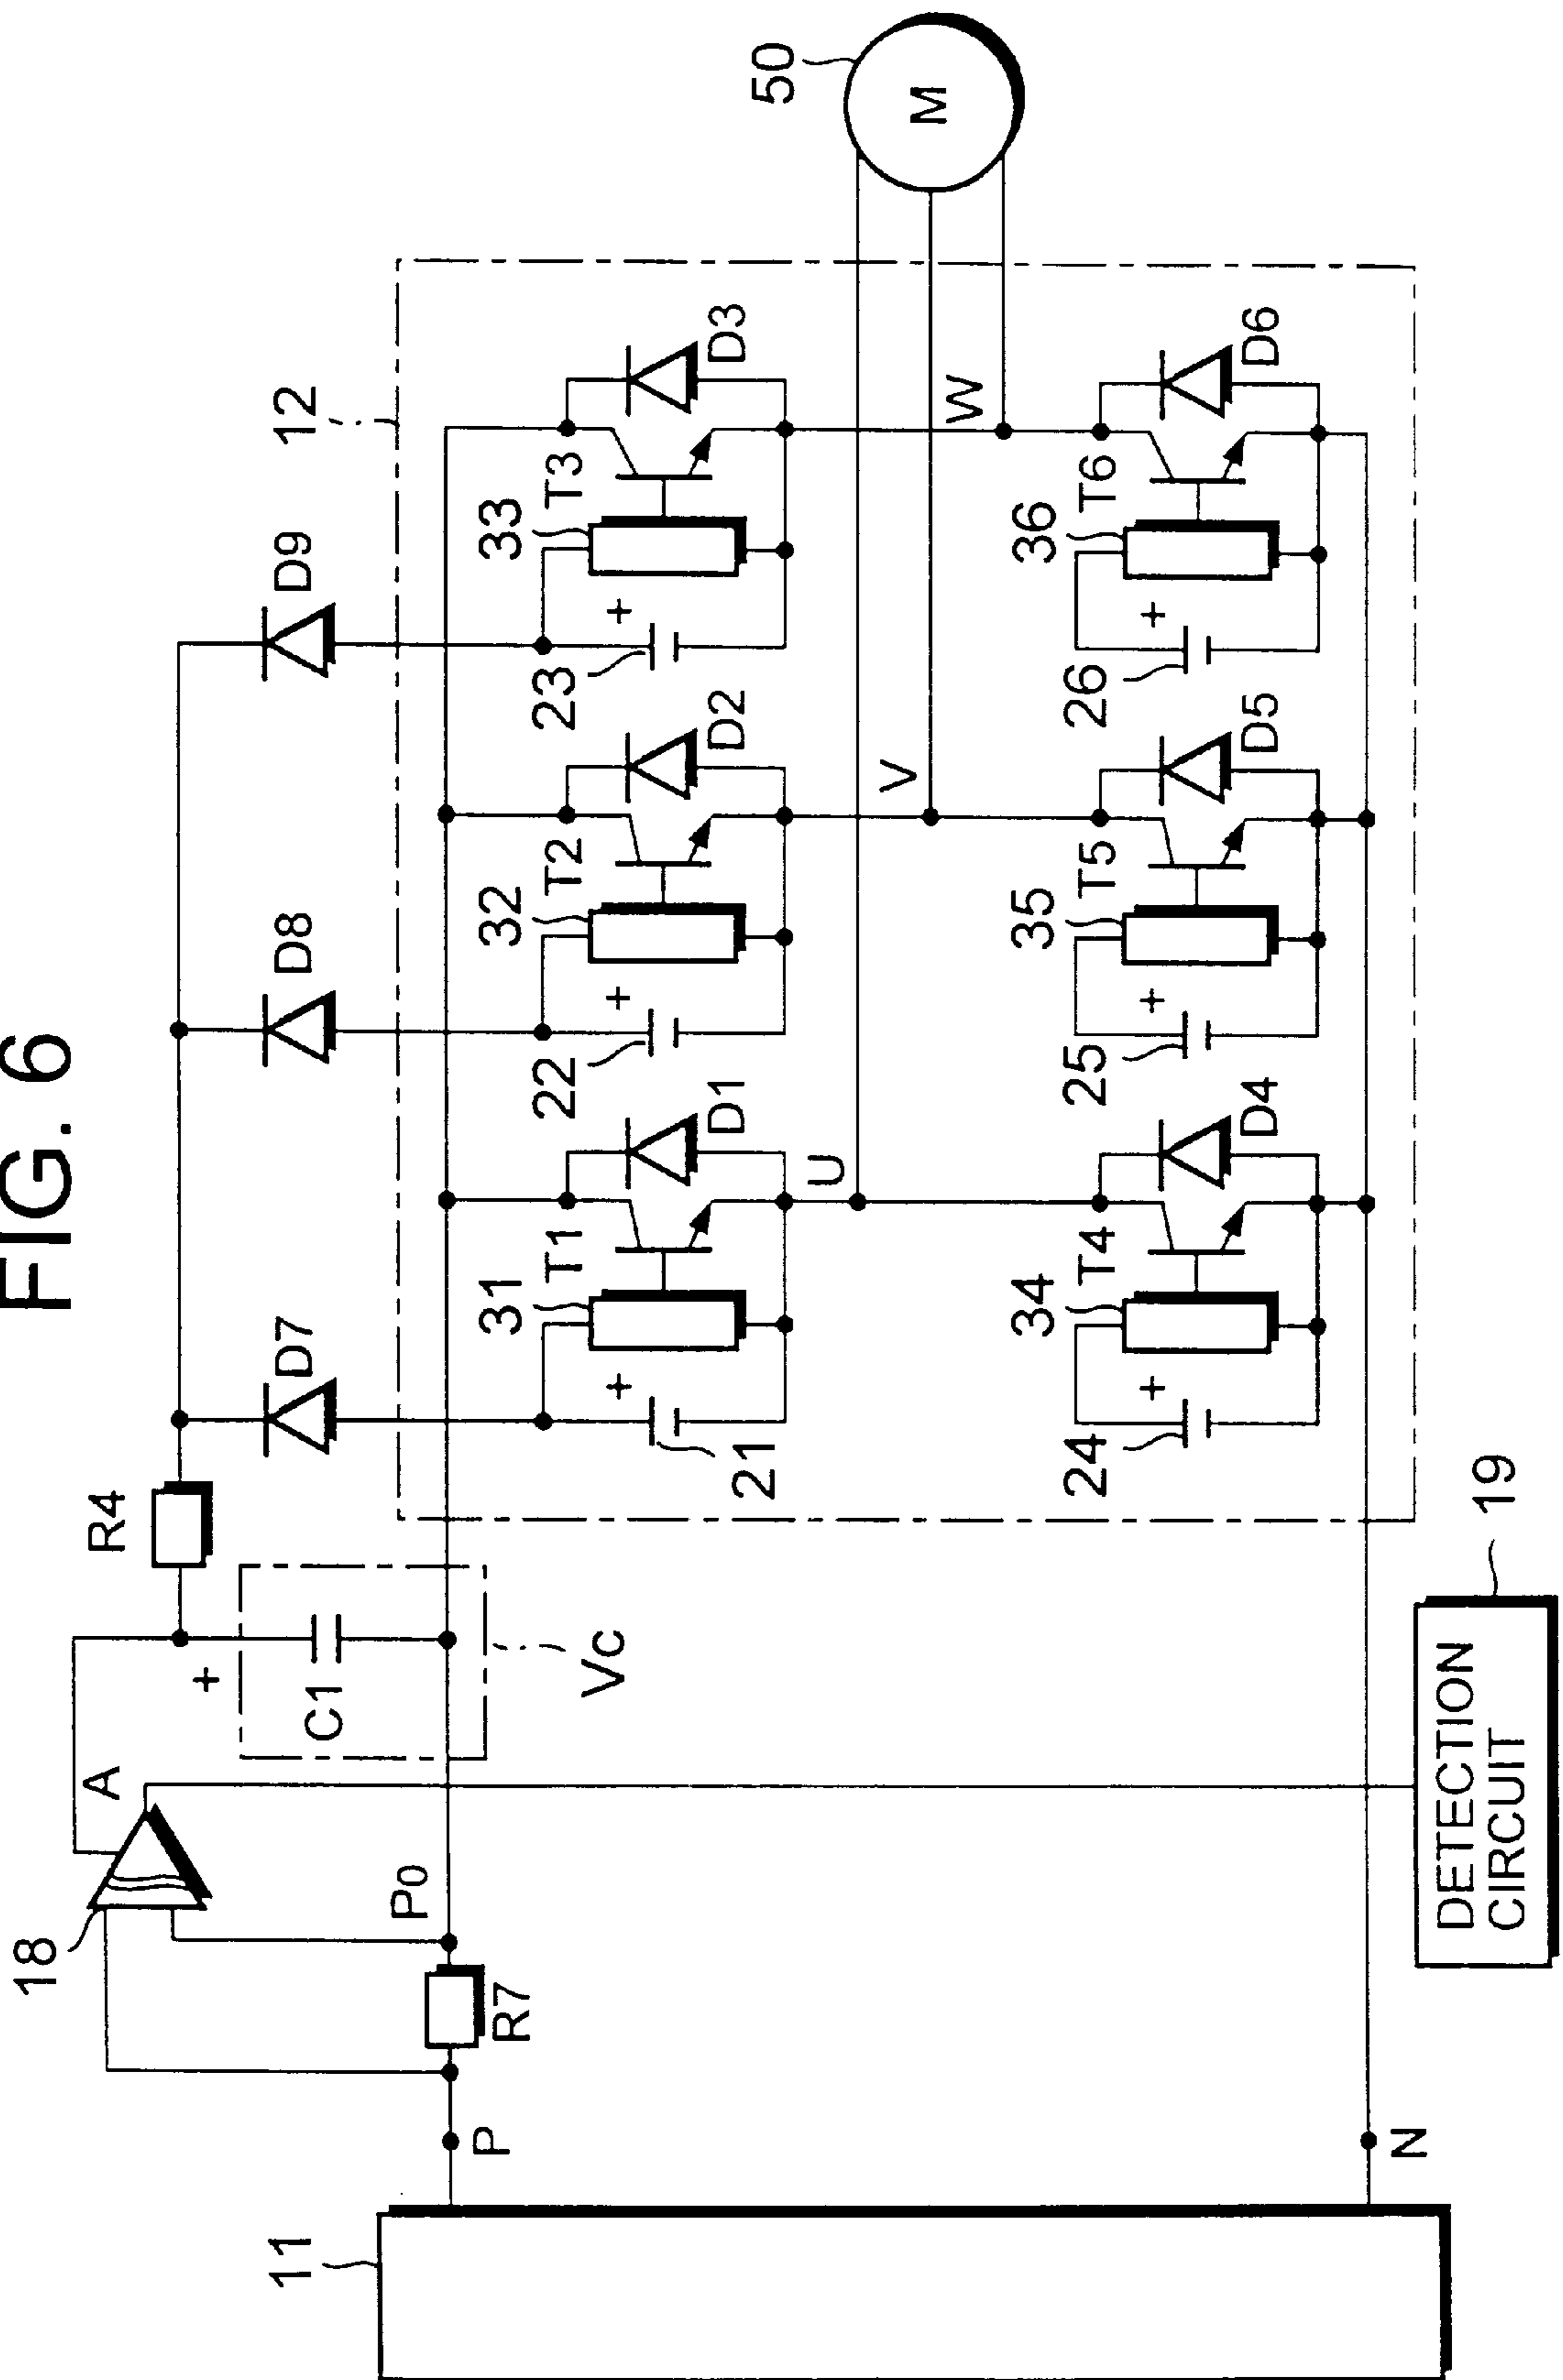 FIG. 6
18
A
R4
D7
D8
D9
+
C1
Vc
12
50
M
11
P
R7
P0
31
T1
D1
+
21
32
T2
D2
+
22
33
T3
D3
+
23
U
V
W
34
T4
D4
+
24
35
T5
D5
+
25
36
T6
D6
+
26
N
19
DETECTION
CIRCUIT